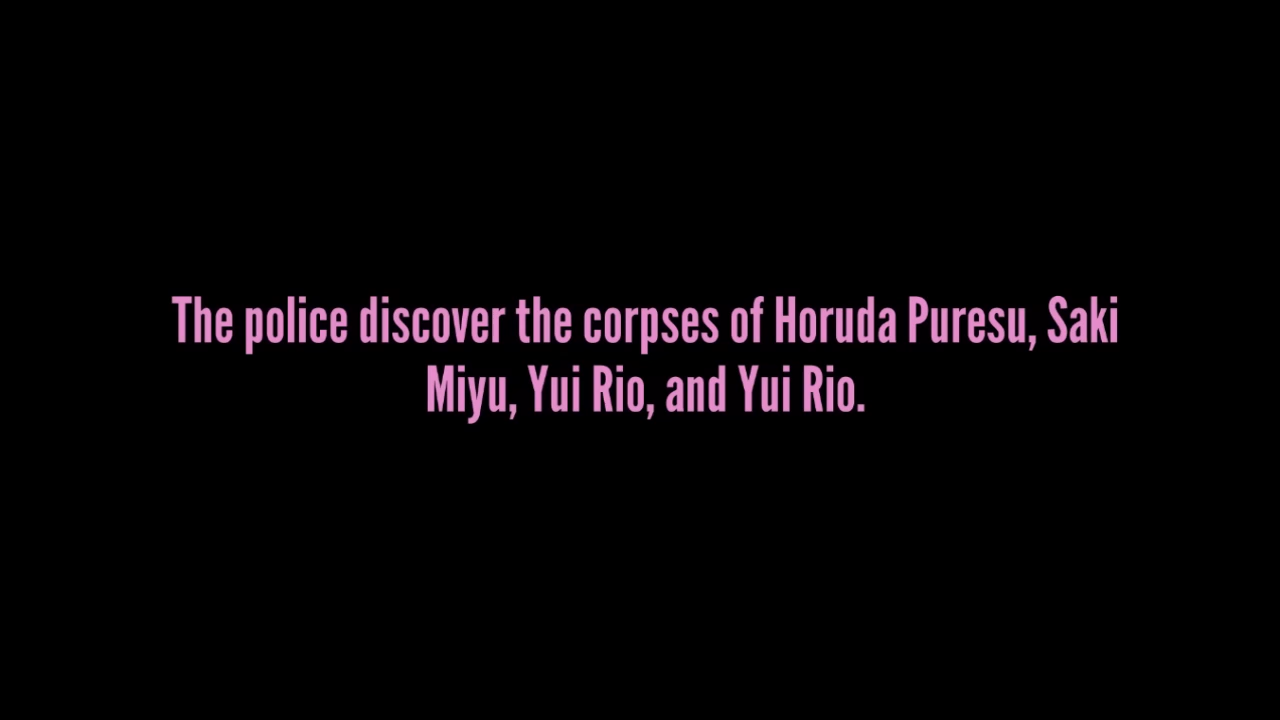 The police discover the corpses of Horuda Puresu, Saki
Miyu, Yui Rio, and Yui Rio.